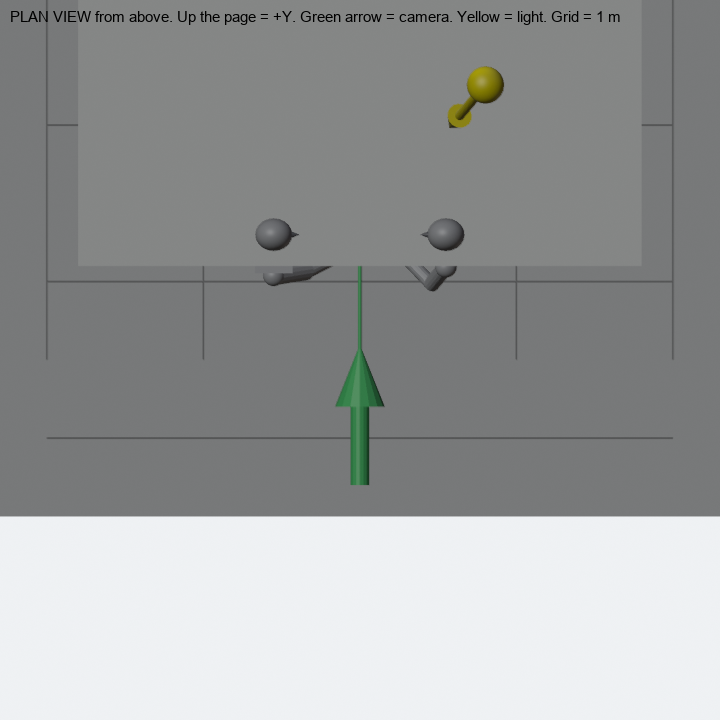 PLAN VIEW from above. Up the page = +Y. Green arrow = camera. Yellow = light. Grid = 1 m